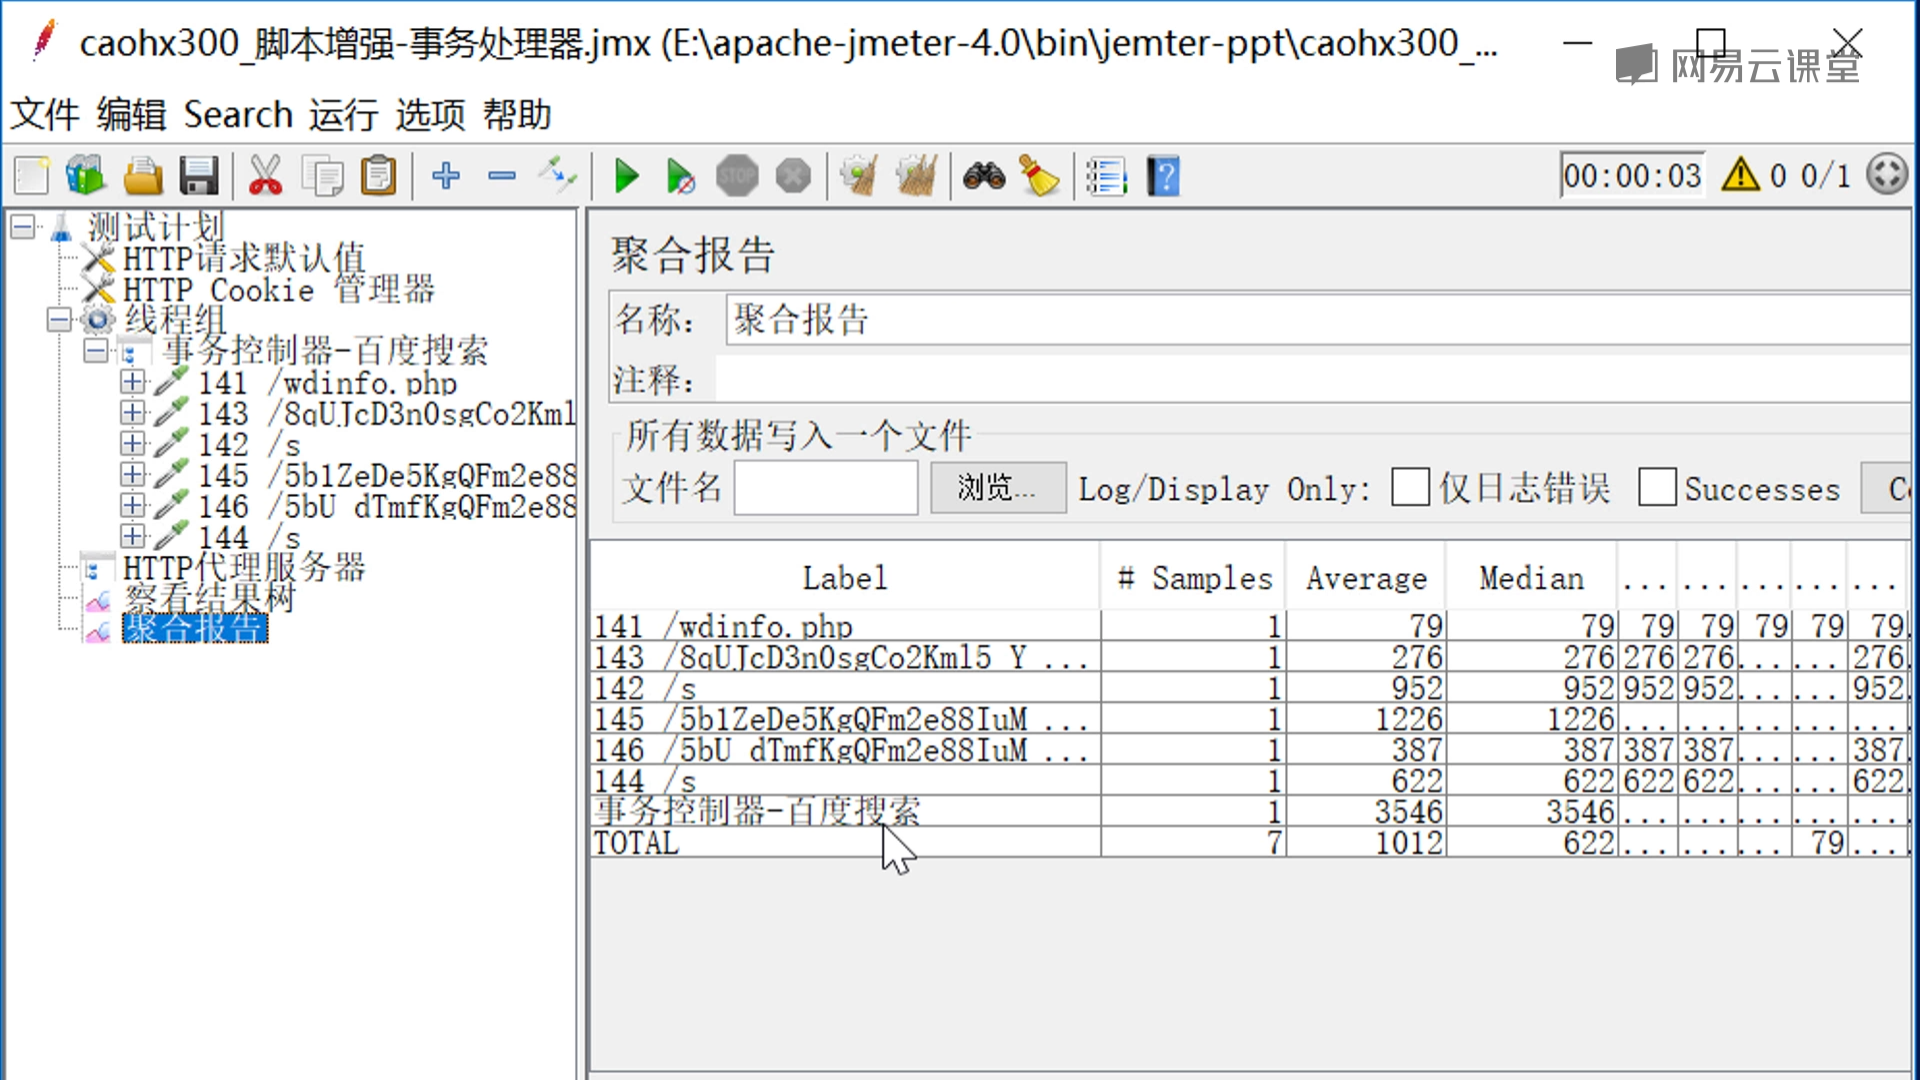 caohx300_脚本增强-事务处理器.jmx (E:\apache-jmeter-4.0\bin\jemter-ppt\caohx300_...
网易云课堂
文件 编辑 Search 运行 选项 帮助
STOP 00:00:03 0 0/1
测试计划
HTTP请求默认值
HTTP Cookie 管理器
线程组
事务控制器-百度搜索
141 /wdinfo.php
143 /8qUJcD3n0sgCo2Kml
142 /s
145 /5b1ZeDe5KgQFm2e88
146 /5bU_dTmfKgQFm2e88
144 /s
HTTP代理服务器
察看结果树
聚合报告
聚合报告
名称： 聚合报告
注释：
所有数据写入一个文件
文件名 浏览... Log/Display Only: 仅日志错误 Successes
Label # Samples Average Median ... ... ... ... ...
141 /wdinfo.php 1 79 79 79 79 79 79 79.
143 /8qUJcD3n0sgCo2Kml5_Y ... 1 276 276 276 276 ... ... 276.
142 /s 1 952 952 952 952 ... ... 952.
145 /5b1ZeDe5KgQFm2e88IuM ... 1 1226 1226 ... ... ... ... ...
146 /5bU_dTmfKgQFm2e88IuM ... 1 387 387 387 387 ... ... 387.
144 /s 1 622 622 622 622 ... ... 622.
事务控制器-百度搜索 1 3546 3546 ... ... ... ... ...
TOTAL 7 1012 622 ... ... ... 79 ...